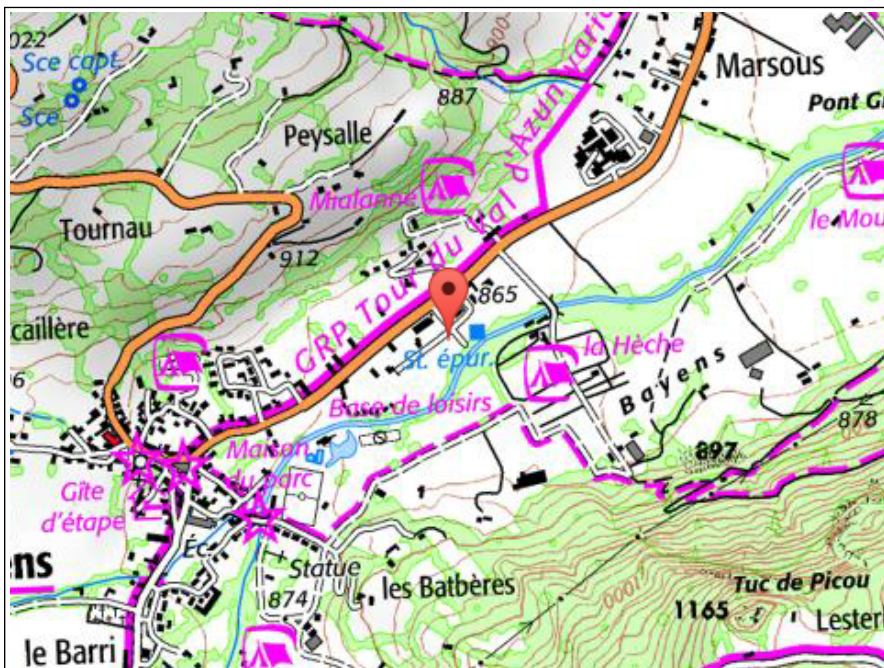 022
Sce capt.
Sce
Peysalle
887
Marsous
Pont G
Mialanne
GRP Tour du Val d'Azun varia
le Mou
Tournau
912
865
caillère
St. épur.
la Hèche
Bayens
Base de loisirs
Maison
du parc
878
897
Gîte
d'étape
Éc.
Statue
ens
1000
874
les Batbères
Tuc de Picou
1165
Lester
le Barri